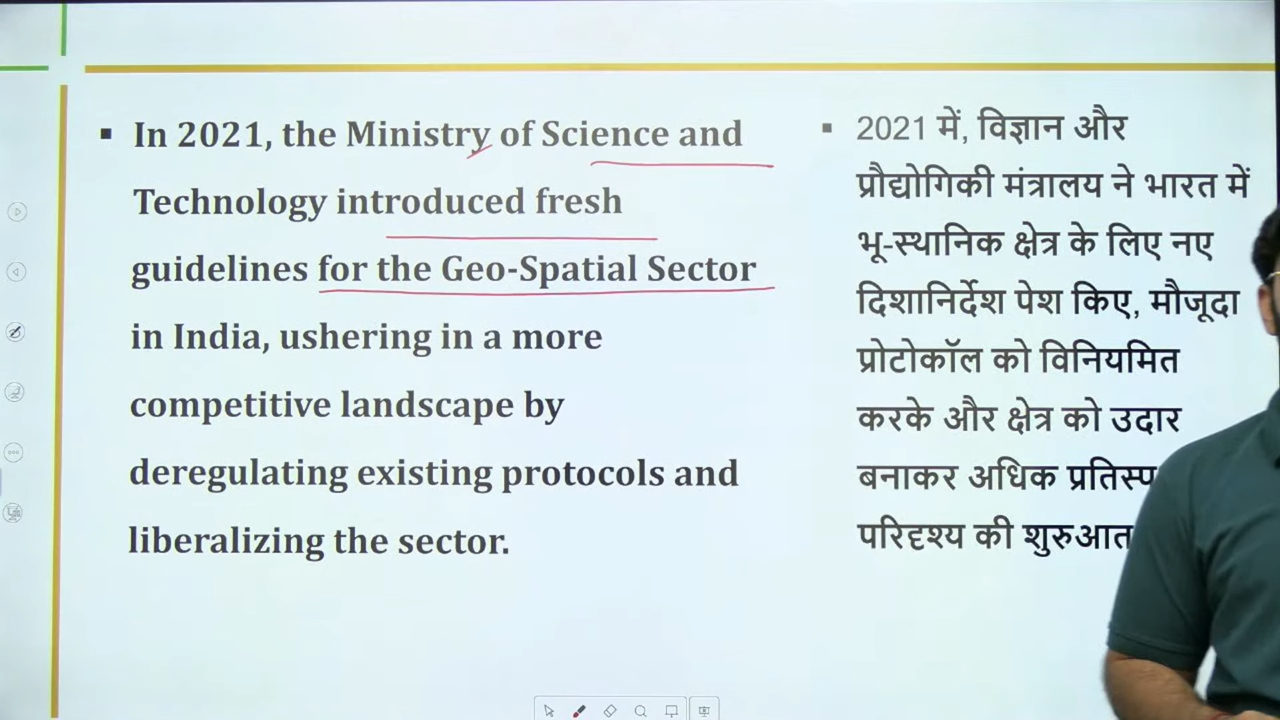 In 2021, the Ministry of Science and
Technology introduced fresh
guidelines for the Geo-Spatial Sector
in India, ushering in a more
competitive landscape by
deregulating existing protocols and
liberalizing the sector.
2021 में, विज्ञान और
प्रौद्योगिकी मंत्रालय ने भारत में
भू-स्थानिक क्षेत्र के लिए नए
दिशानिर्देश पेश किए, मौजूदा
प्रोटोकॉल को विनियमित
करके और क्षेत्र को उदार
बनाकर अधिक
परिदृश्य की शुरुआत